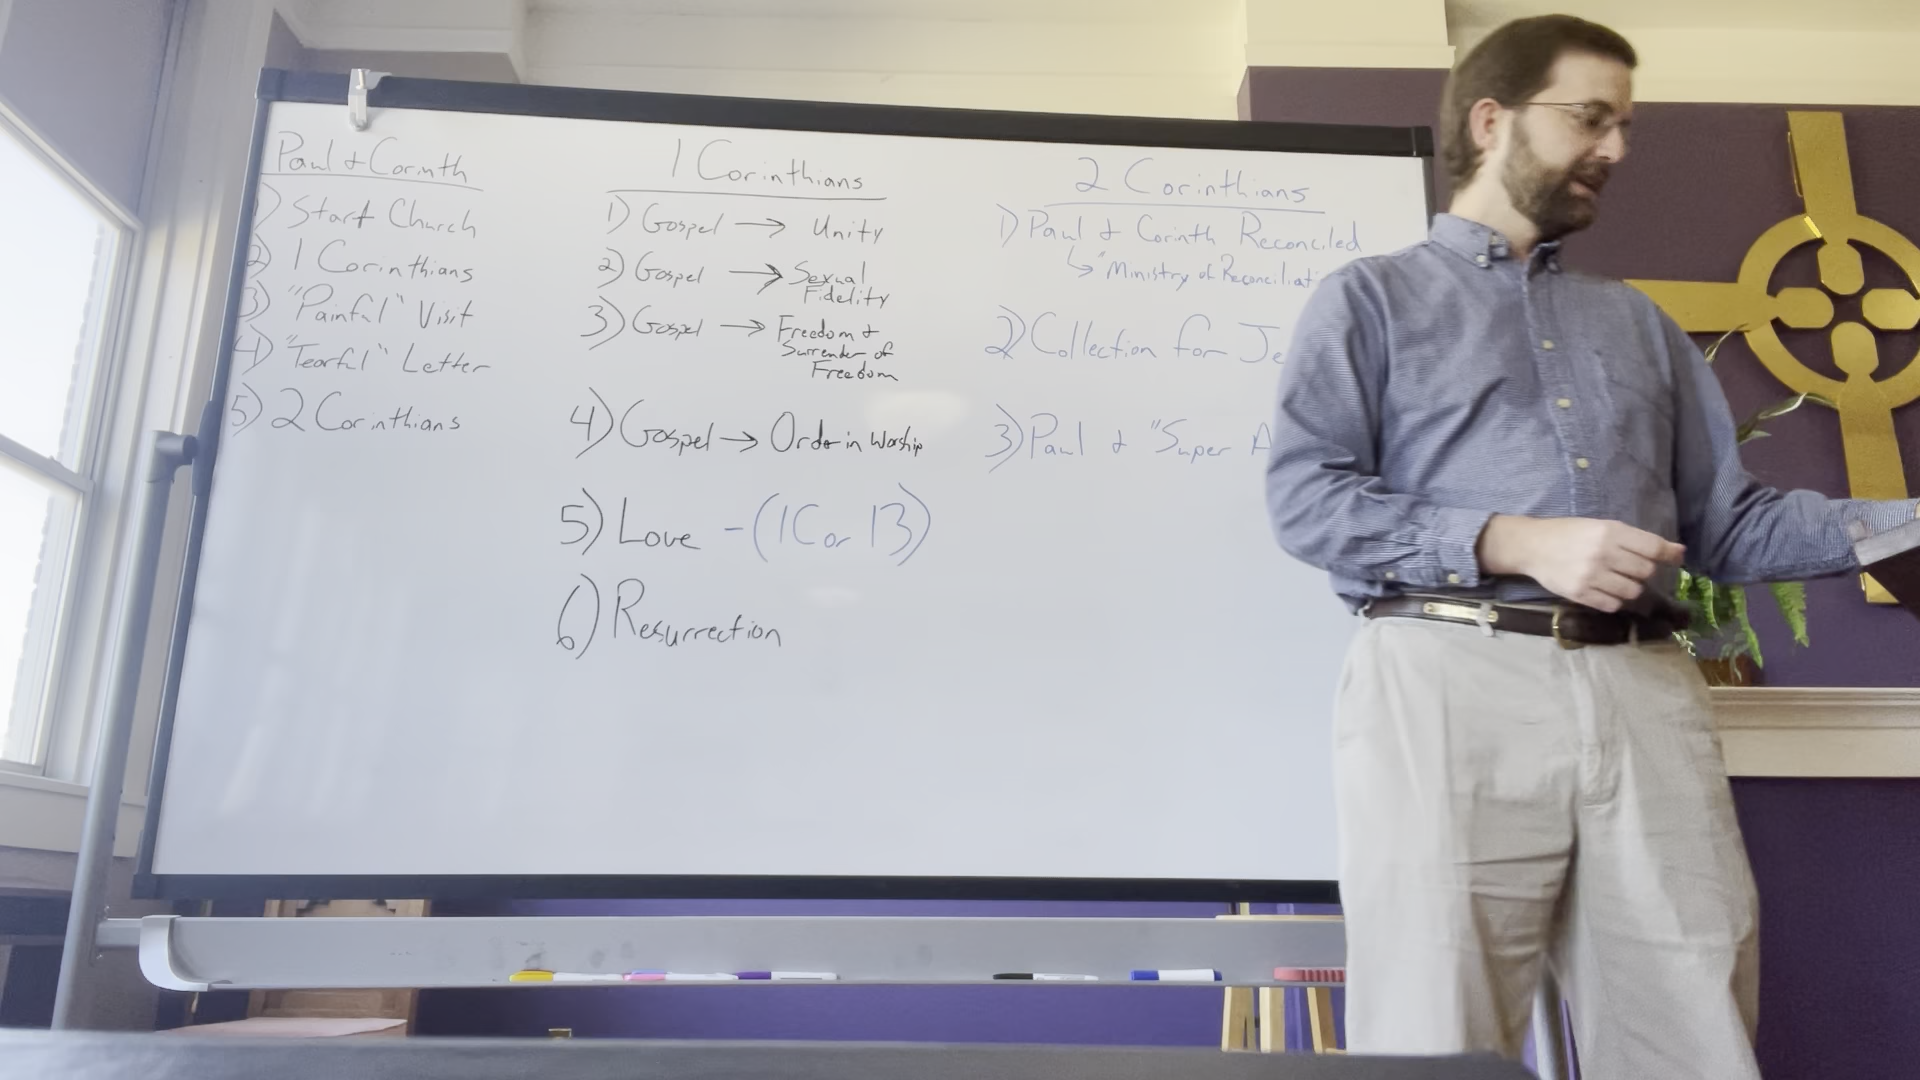 Paul + Corinth
1) Start Church
2) 1 Corinthians
3) "Painful" Visit
4) "Tearful" Letter
5) 2 Corinthians
1 Corinthians
1) Gospel → Unity
2) Gospel → Sexual
Fidelity
3) Gospel → Freedom +
Surrender of
Freedom
4) Gospel → Order in Worship
5) Love - (1 Cor 13)
6) Resurrection
2 Corinthians
1) Paul + Corinth Reconciled
↳ "Ministry of
2) Collection for
3) Paul + "Super